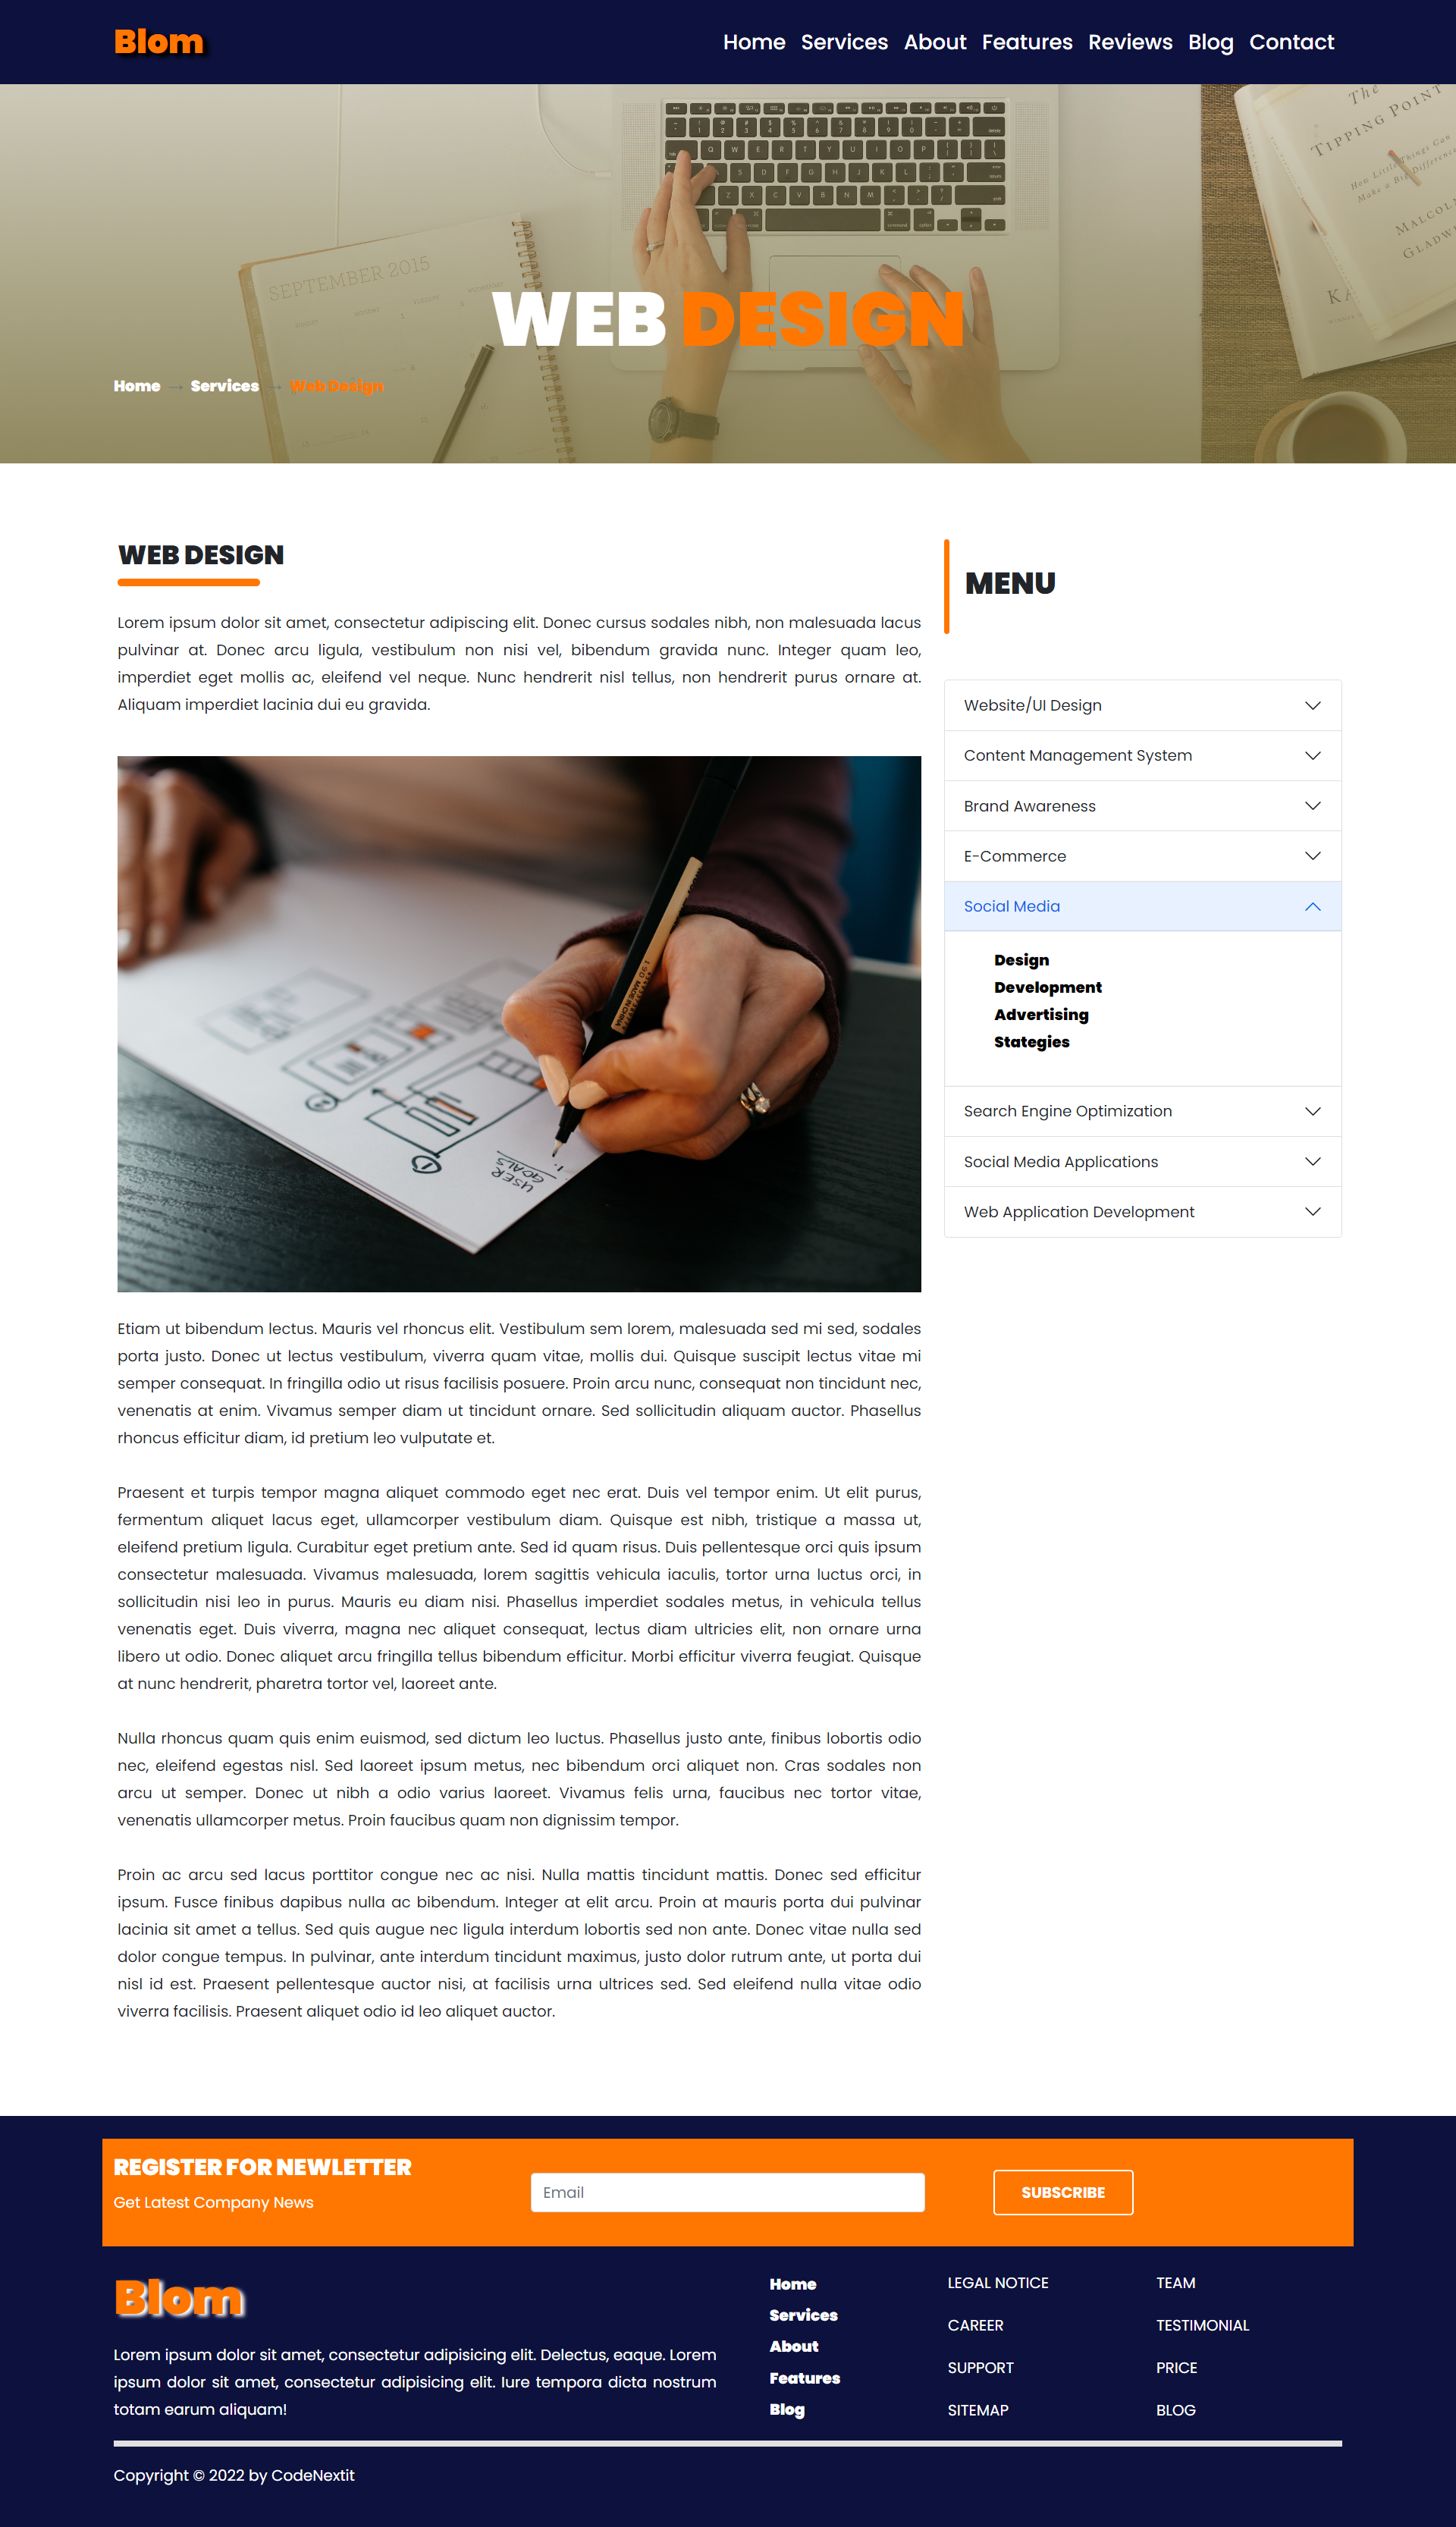 Blom
Home Services About Features Reviews Blog Contact
The
TIPPING POINT
How Little Things Can
Make a Big Difference
SEPTEMBER 2015
WEB DESIGN
Home → Services → Web Design
WEB DESIGN
Lorem ipsum dolor sit amet, consectetur adipiscing elit. Donec cursus sodales nibh, non malesuada lacus
pulvinar at. Donec arcu ligula, vestibulum non nisi vel, bibendum gravida nunc. Integer quam leo,
imperdiet eget mollis ac, eleifend vel neque. Nunc hendrerit nisl tellus, non hendrerit purus ornare at.
Aliquam imperdiet lacinia dui eu gravida.
USER
GOALS
1.
Etiam ut bibendum lectus. Mauris vel rhoncus elit. Vestibulum sem lorem, malesuada sed mi sed, sodales
porta justo. Donec ut lectus vestibulum, viverra quam vitae, mollis dui. Quisque suscipit lectus vitae mi
semper consequat. In fringilla odio ut risus facilisis posuere. Proin arcu nunc, consequat non tincidunt nec,
venenatis at enim. Vivamus semper diam ut tincidunt ornare. Sed sollicitudin aliquam auctor. Phasellus
rhoncus efficitur diam, id pretium leo vulputate et.
Praesent et turpis tempor magna aliquet commodo eget nec erat. Duis vel tempor enim. Ut elit purus,
fermentum aliquet lacus eget, ullamcorper vestibulum diam. Quisque est nibh, tristique a massa ut,
eleifend pretium ligula. Curabitur eget pretium ante. Sed id quam risus. Duis pellentesque orci quis ipsum
consectetur malesuada. Vivamus malesuada, lorem sagittis vehicula iaculis, tortor urna luctus orci, in
sollicitudin nisi leo in purus. Mauris eu diam nisi. Phasellus imperdiet sodales metus, in vehicula tellus
venenatis eget. Duis viverra, magna nec aliquet consequat, lectus diam ultricies elit, non ornare urna
libero ut odio. Donec aliquet arcu fringilla tellus bibendum efficitur. Morbi efficitur viverra feugiat. Quisque
at nunc hendrerit, pharetra tortor vel, laoreet ante.
Nulla rhoncus quam quis enim euismod, sed dictum leo luctus. Phasellus justo ante, finibus lobortis odio
nec, eleifend egestas nisl. Sed laoreet ipsum metus, nec bibendum orci aliquet non. Cras sodales non
arcu ut semper. Donec ut nibh a odio varius laoreet. Vivamus felis urna, faucibus nec tortor vitae,
venenatis ullamcorper metus. Proin faucibus quam non dignissim tempor.
Proin ac arcu sed lacus porttitor congue nec ac nisi. Nulla mattis tincidunt mattis. Donec sed efficitur
ipsum. Fusce finibus dapibus nulla ac bibendum. Integer at elit arcu. Proin at mauris porta dui pulvinar
lacinia sit amet a tellus. Sed quis augue nec ligula interdum lobortis sed non ante. Donec vitae nulla sed
dolor congue tempus. In pulvinar, ante interdum tincidunt maximus, justo dolor rutrum ante, ut porta dui
nisl id est. Praesent pellentesque auctor nisi, at facilisis urna ultrices sed. Sed eleifend nulla vitae odio
viverra facilisis. Praesent aliquet odio id leo aliquet auctor.
MENU
Website/UI Design
Content Management System
Brand Awareness
E-Commerce
Social Media
Design
Development
Advertising
Stategies
Search Engine Optimization
Social Media Applications
Web Application Development
REGISTER FOR NEWLETTER
Get Latest Company News
Email
SUBSCRIBE
Blom
Lorem ipsum dolor sit amet, consectetur adipisicing elit. Delectus, eaque. Lorem
ipsum dolor sit amet, consectetur adipisicing elit. Iure tempora dicta nostrum
totam earum aliquam!
Home
Services
About
Features
Blog
LEGAL NOTICE
CAREER
SUPPORT
SITEMAP
TEAM
TESTIMONIAL
PRICE
BLOG
Copyright © 2022 by CodeNextit